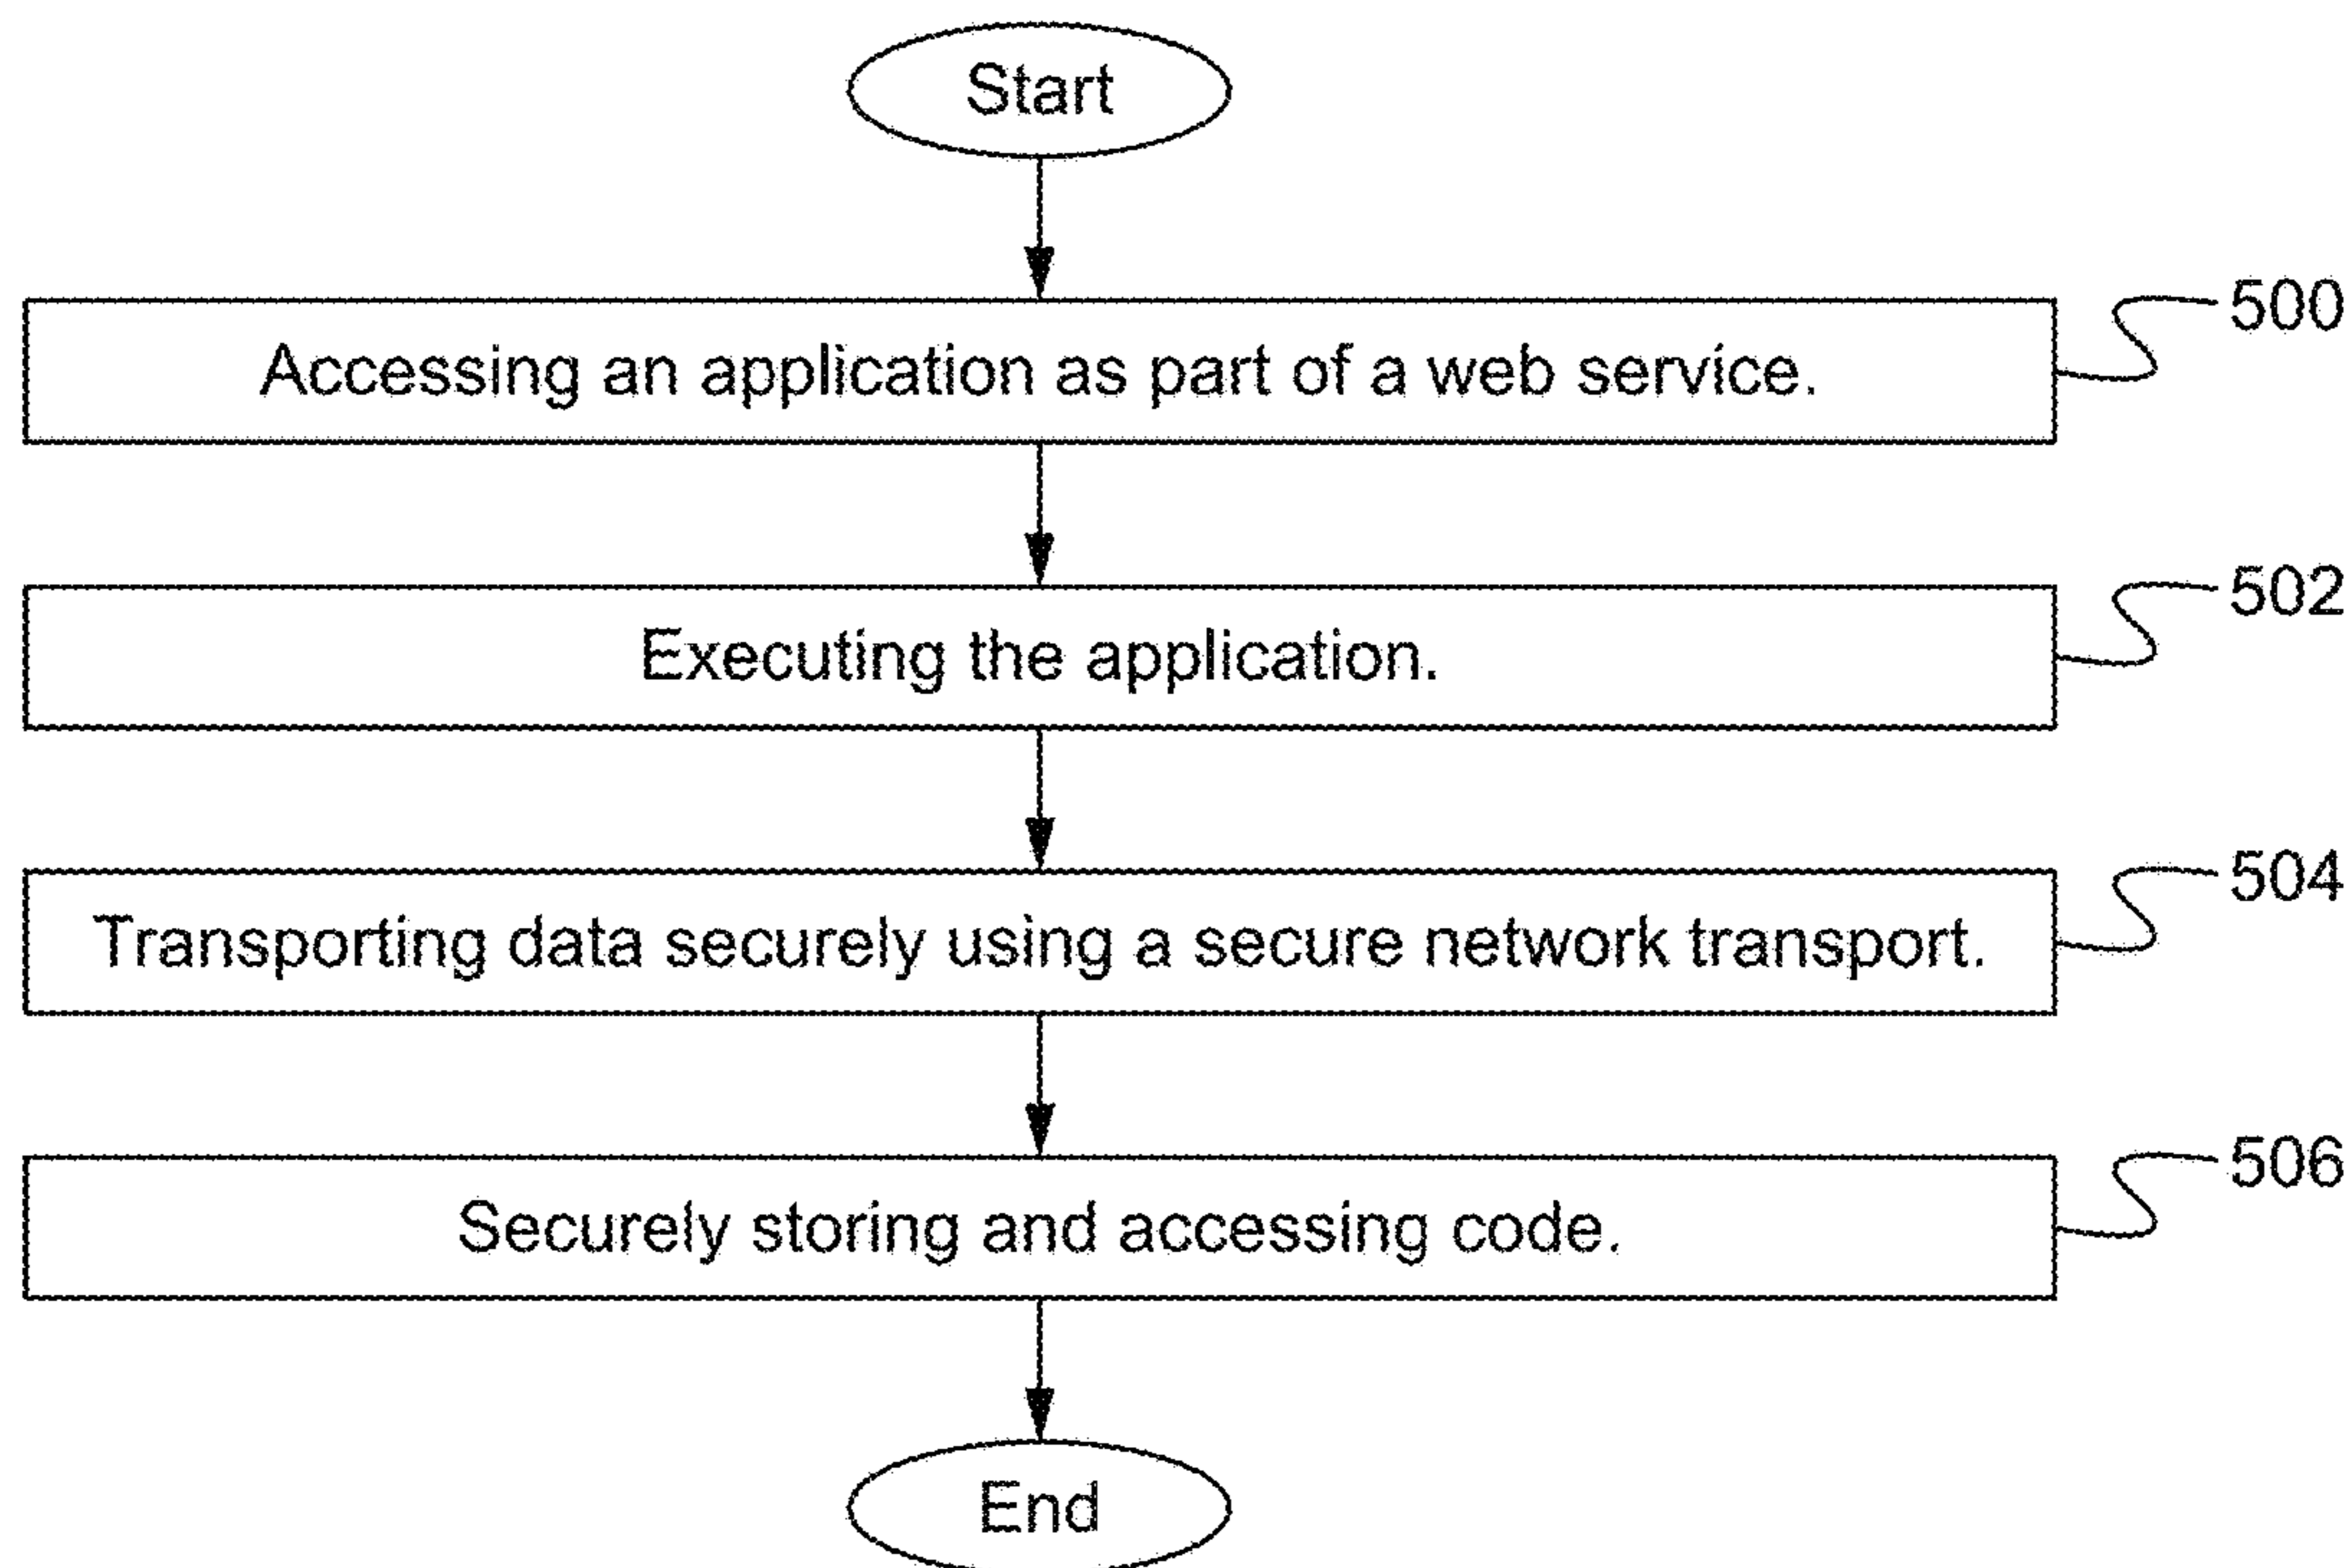 Start
Accessing an application as part of a web service.
500
Executing the application.
502
Transporting data securely using a secure network transport.
504
Securely storing and accessing code.
506
End